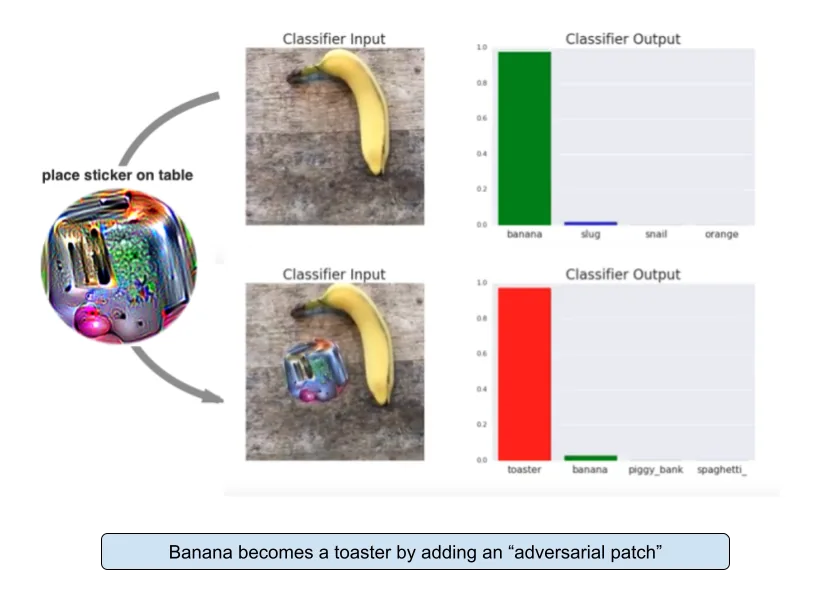 Classifier Input
Classifier Output
1.0
0.8
0.6
0.4
0.2
0.0
banana slug snail orange
place sticker on table
Classifier Input
Classifier Output
1.0
0.8
0.6
0.4
0.2
0.0
toaster banana piggy_bank spaghetti_
Banana becomes a toaster by adding an “adversarial patch”